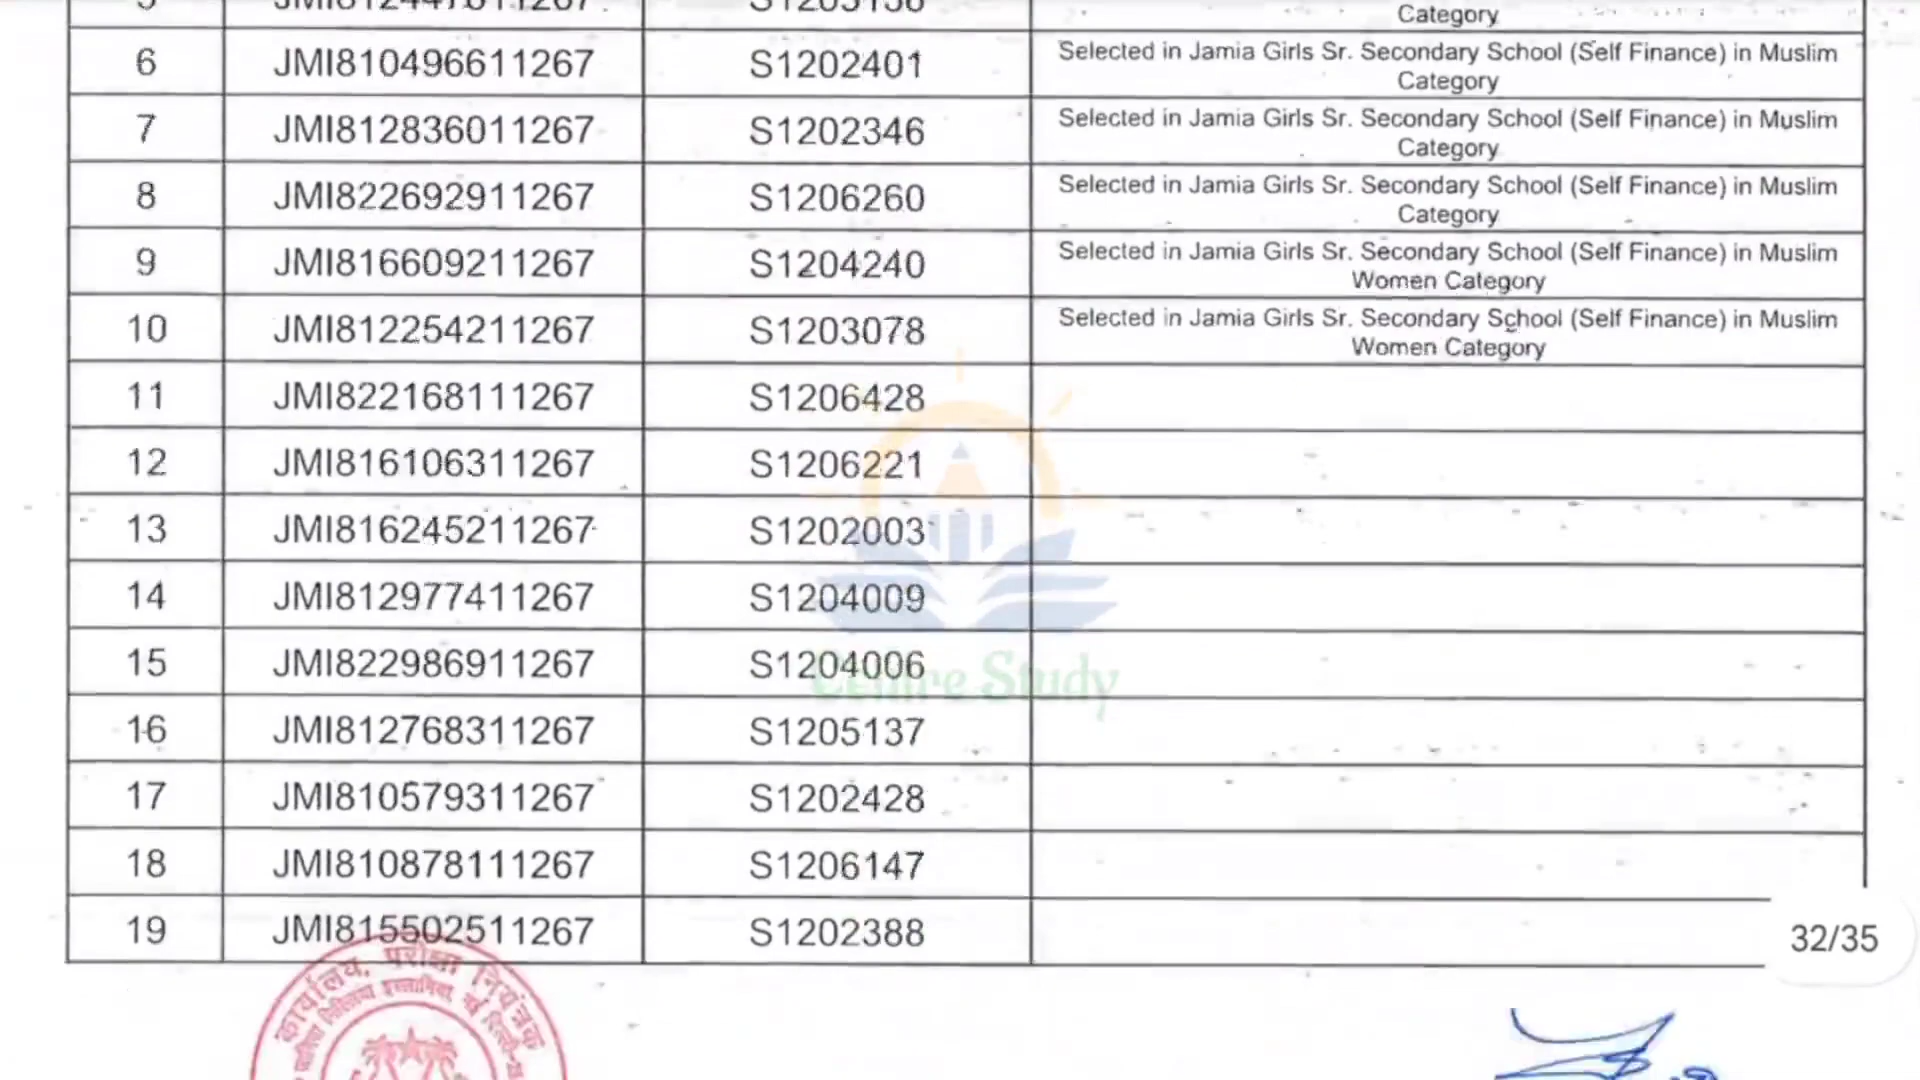 Category
6 JMI810496611267 S1202401 Selected in Jamia Girls Sr. Secondary School (Self Finance) in Muslim
Category
7 JMI812836011267 S1202346 Selected in Jamia Girls Sr. Secondary School (Self Finance) in Muslim
Category
8 JMI822692911267 S1206260 Selected in Jamia Girls Sr. Secondary School (Self Finance) in Muslim
Category
9 JMI816609211267 S1204240 Selected in Jamia Girls Sr. Secondary School (Self Finance) in Muslim
Women Category
10 JMI812254211267 S1203078 Selected in Jamia Girls Sr. Secondary School (Self Finance) in Muslim
Women Category
11 JMI822168111267 S1206428
12 JMI816106311267 S1206221
13 JMI816245211267 S1202003
14 JMI812977411267 S1204009
15 JMI822986911267 S1204006
Centre Study
16 JMI812768311267 S1205137
17 JMI810579311267 S1202428
18 JMI810878111267 S1206147
19 JMI815502511267 S1202388
32/35
कार्यालय, परीक्षा नियंत्रक